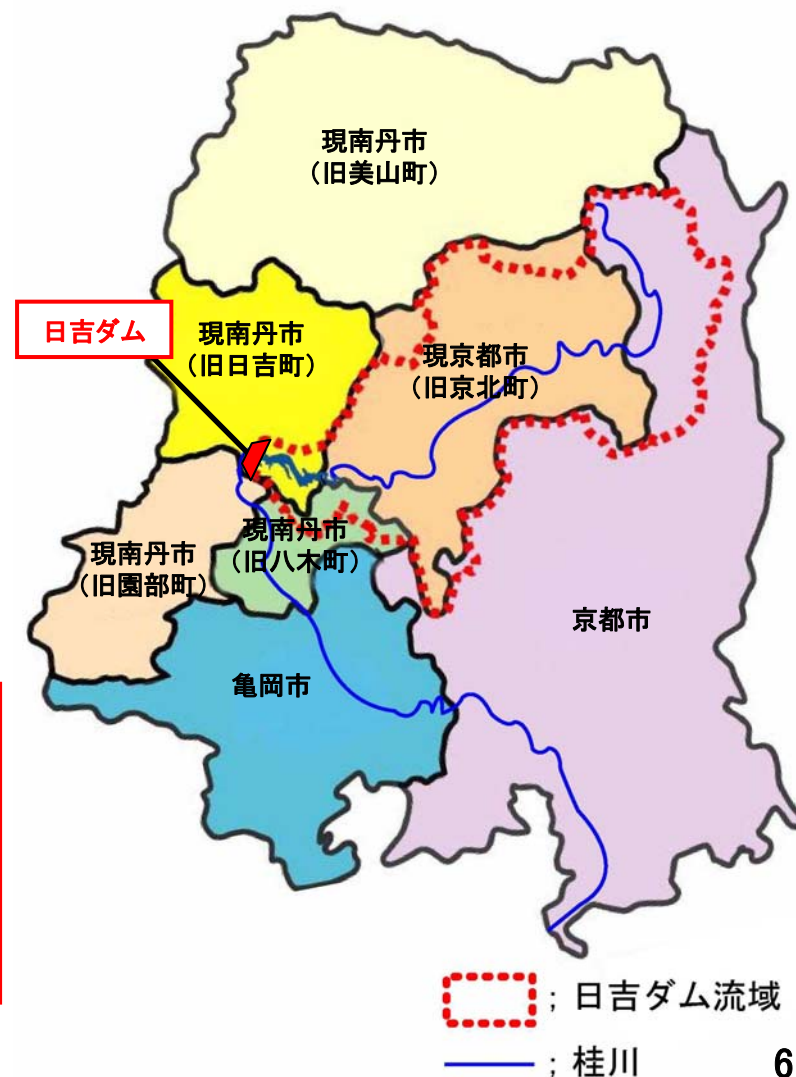 現南丹市
（旧美山町）
日吉ダム
現南丹市
（旧日吉町）
現京都市
（旧京北町）
現南丹市
（旧八木町）
現南丹市
（旧園部町）
京都市
亀岡市
；日吉ダム流域
；桂川
6